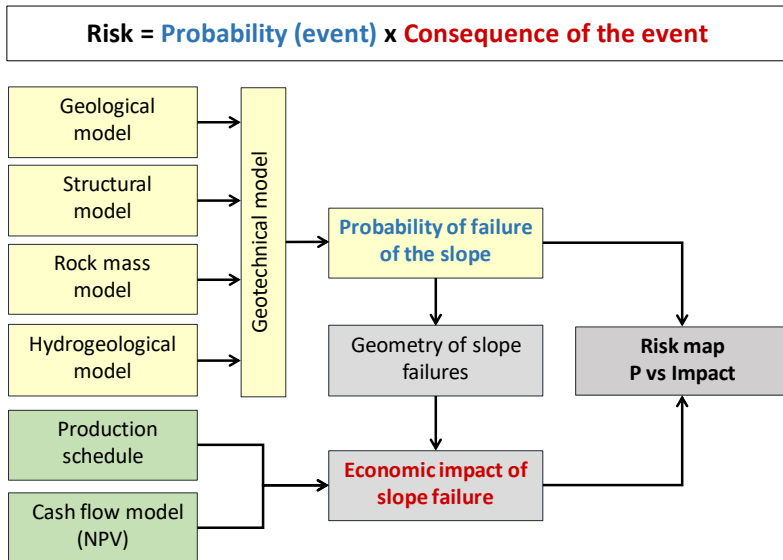 Risk = Probability (event) x Consequence of the event
Geological
model
Structural
model
Rock mass
model
Hydrogeological
model
Geotechnical model
Probability of failure
of the slope
Geometry of slope
failures
Risk map
P vs Impact
Production
schedule
Cash flow model
(NPV)
Economic impact of
slope failure